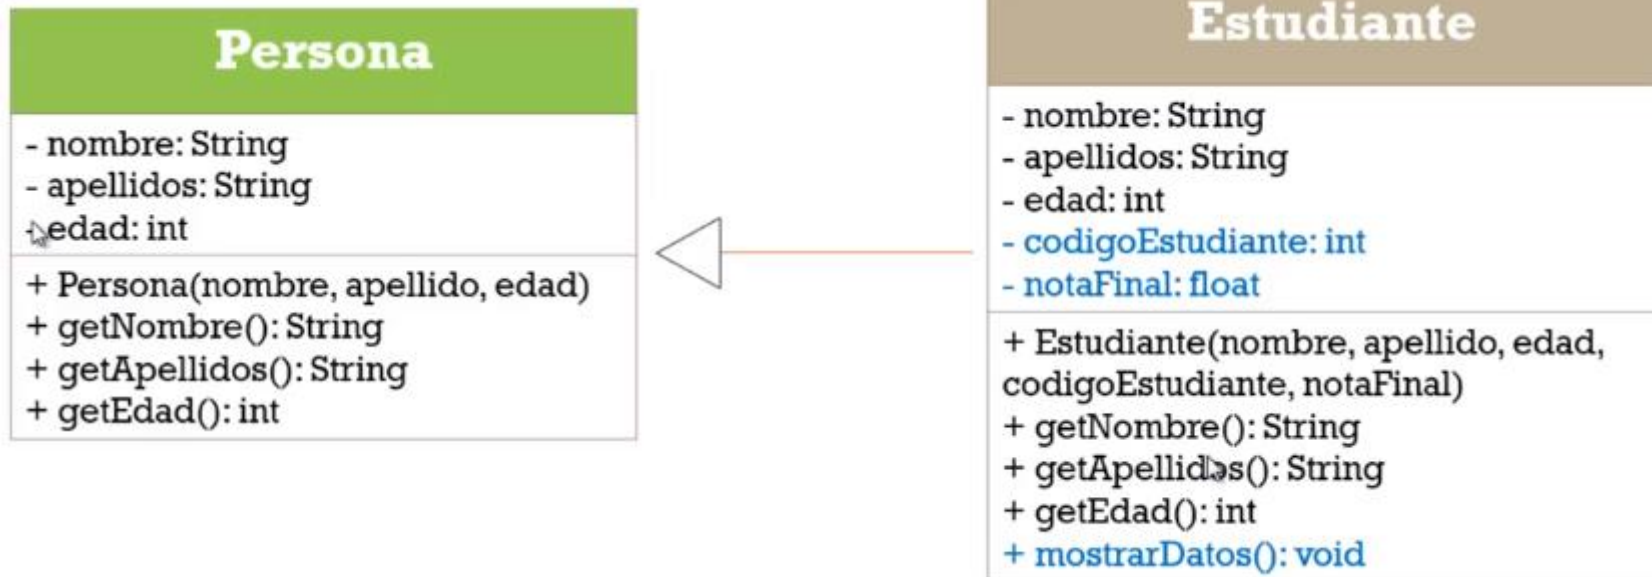 Persona
- nombre: String
- apellidos: String
- edad: int
+ Persona(nombre, apellido, edad)
+ getNombre(): String
+ getApellidos(): String
+ getEdad(): int
Estudiante
- nombre: String
- apellidos: String
- edad: int
- codigoEstudiante: int
- notaFinal: float
+ Estudiante(nombre, apellido, edad,
codigoEstudiante, notaFinal)
+ getNombre(): String
+ getApellidos(): String
+ getEdad(): int
+ mostrarDatos(): void